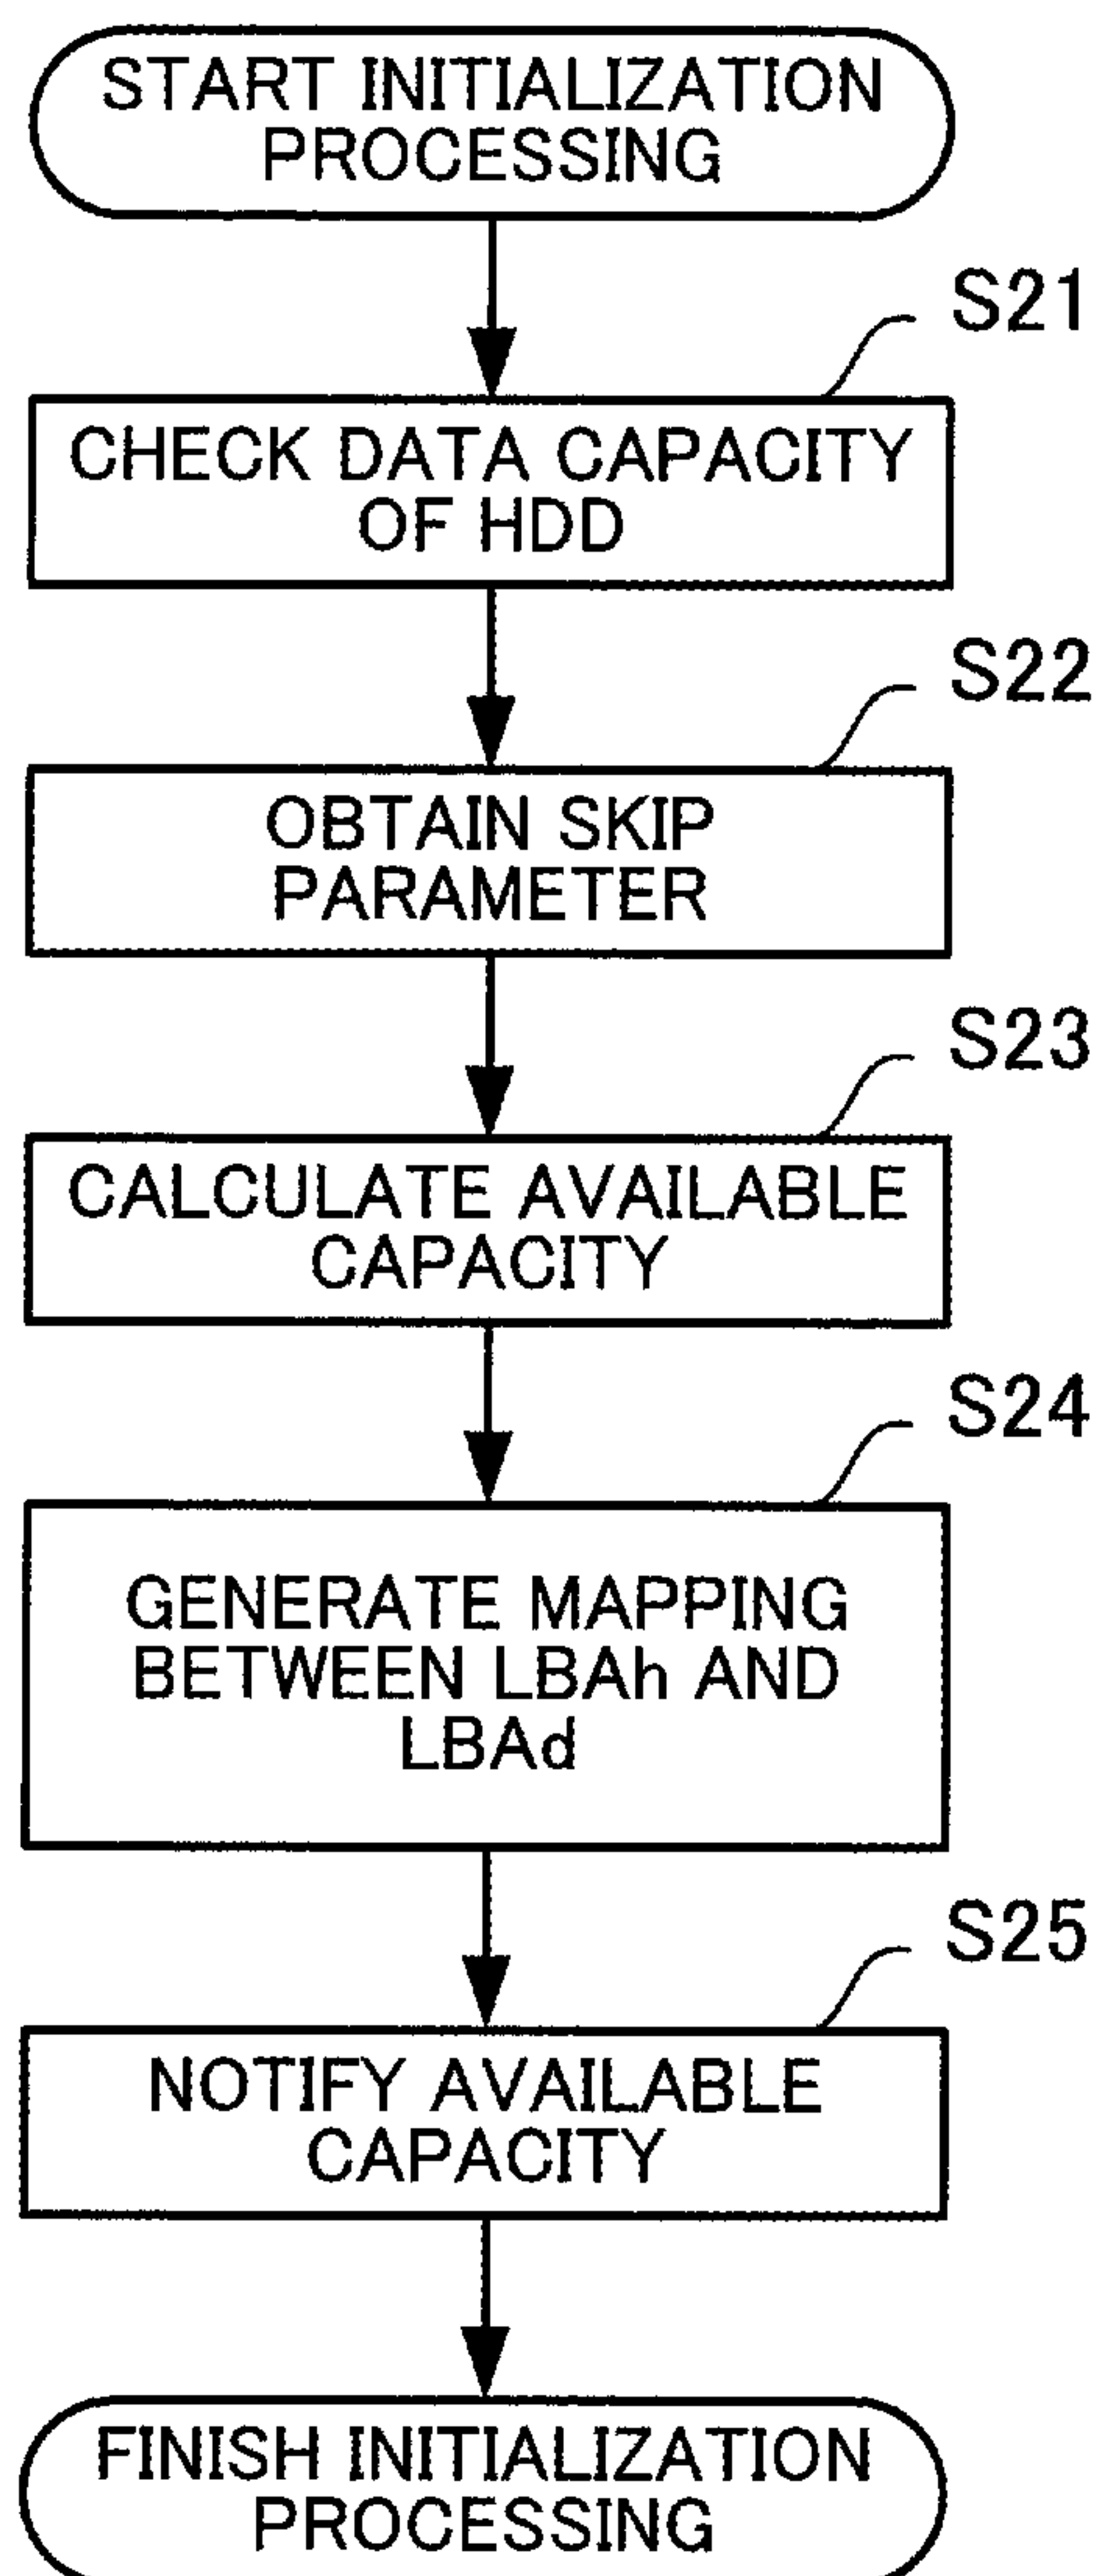 START INITIALIZATION
PROCESSING
S21
CHECK DATA CAPACITY
OF HDD
S22
OBTAIN SKIP
PARAMETER
S23
CALCULATE AVAILABLE
CAPACITY
S24
GENERATE MAPPING
BETWEEN LBAh AND
LBAd
S25
NOTIFY AVAILABLE
CAPACITY
FINISH INITIALIZATION
PROCESSING